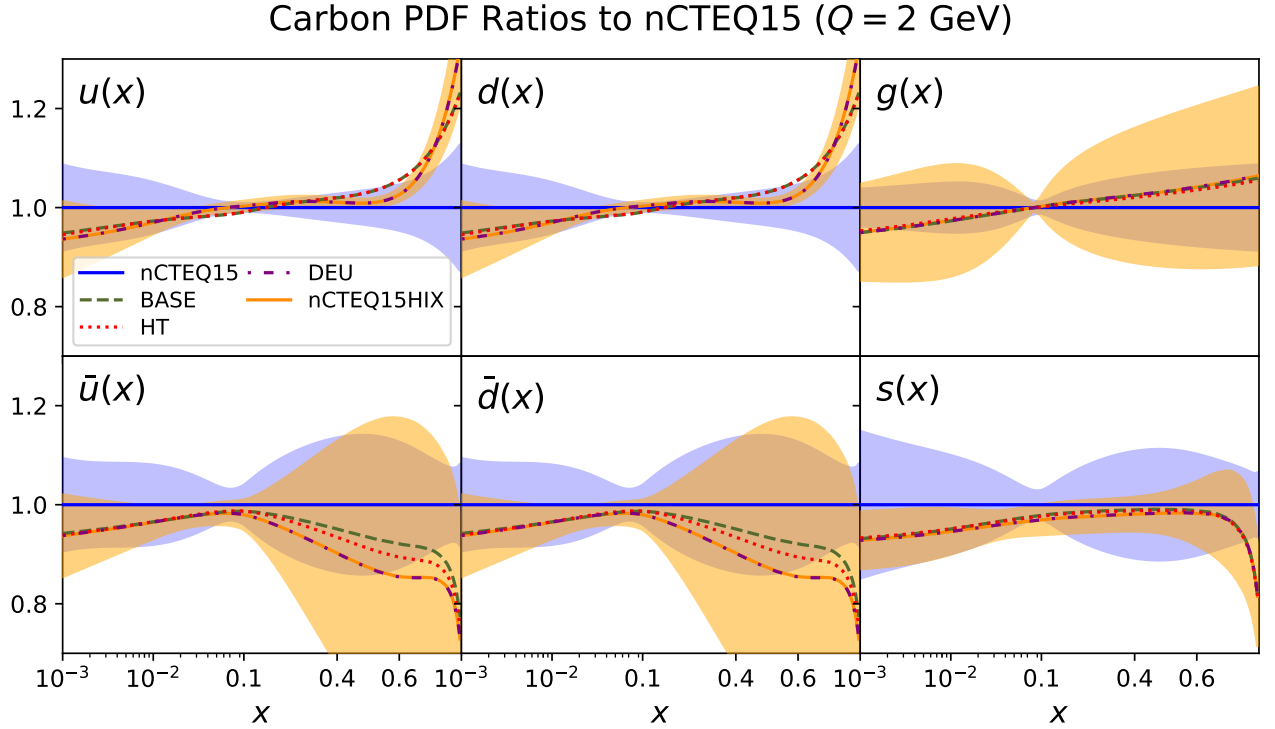 Carbon PDF Ratios to nCTEQ15 (Q = 2 GeV)
u(x)
d(x)
g(x)
1.2
1.0
0.8
nCTEQ15
BASE
HT
DEU
nCTEQ15HIX
ū(x)
d̄(x)
s(x)
1.2
1.0
0.8
10⁻³
10⁻²
0.1
0.4
0.6
10⁻³
10⁻²
0.1
0.4
0.6
10⁻³
10⁻²
0.1
0.4
0.6
x
x
x